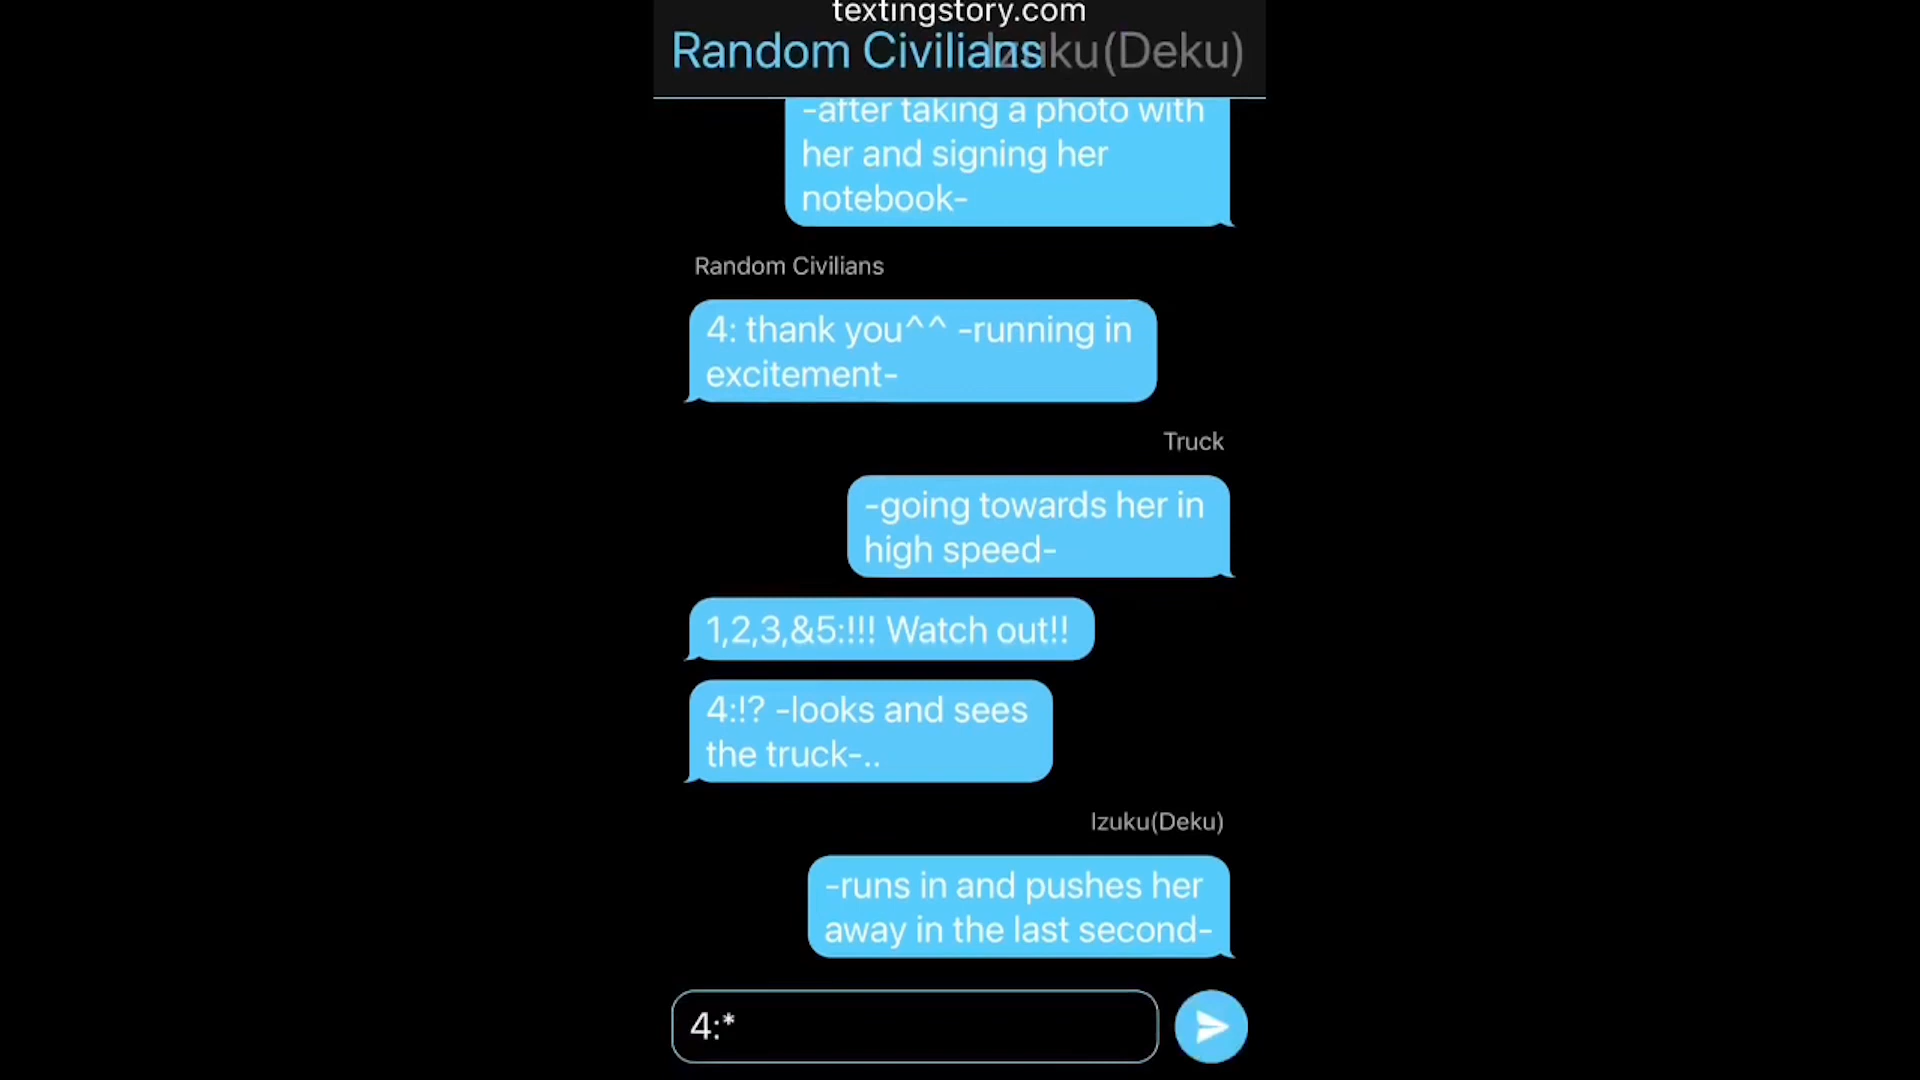 textingstory.com
Random Civilians Izuku(Deku)
-after taking a photo with
her and signing her
notebook-
Random Civilians
4: thank you^^ -running in
excitement-
Truck
-going towards her in
high speed-
1,2,3,&5:!!! Watch out!!
4:!? -looks and sees
the truck-..
Izuku(Deku)
-runs in and pushes her
away in the last second-
4:*